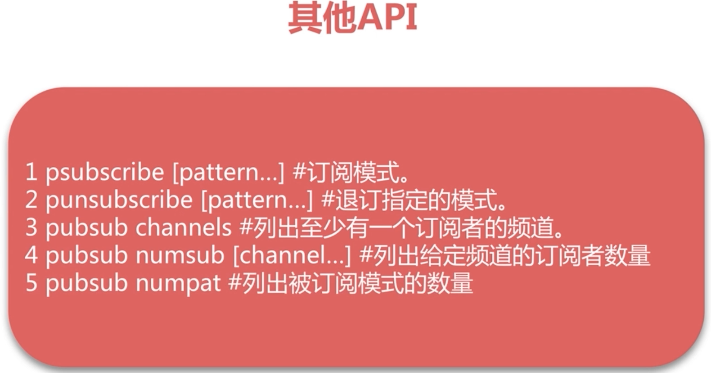 其他API
1 psubscribe [pattern...] #订阅模式。
2 punsubscribe [pattern...] #退订指定的模式。
3 pubsub channels #列出至少有一个订阅者的频道。
4 pubsub numsub [channel...] #列出给定频道的订阅者数量
5 pubsub numpat #列出被订阅模式的数量